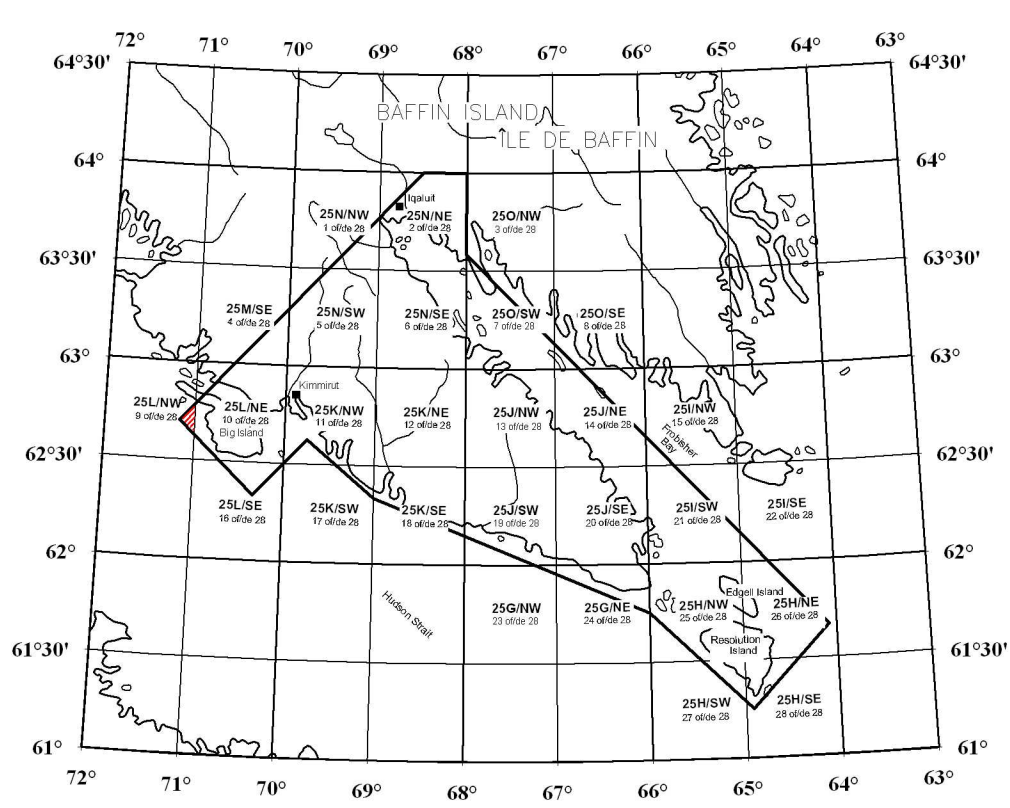 72° 71° 70° 69° 68° 67° 66° 65° 64° 63°
64°30' 64°30'
BAFFIN ISLAND
ÎLE DE BAFFIN
64° 64°
Iqaluit
25N/NW 25N/NE 25O/NW
1 of/de 28 2 of/de 28 3 of/de 28
63°30' 63°30'
25M/SE 25N/SW 25N/SE 25O/SW 25O/SE
4 of/de 28 5 of/de 28 6 of/de 28 7 of/de 28 8 of/de 28
63° 63°
Kimmirut
25L/NW 25L/NE 25K/NW 25K/NE 25J/NW 25J/NE 25I/NW
9 of/de 28 10 of/de 28 11 of/de 28 12 of/de 28 13 of/de 28 14 of/de 28 15 of/de 28
Big Island
Frobisher
Bay
62°30' 62°30'
25L/SE 25K/SW 25K/SE 25J/SW 25J/SE 25I/SW 25I/SE
16 of/de 28 17 of/de 28 18 of/de 28 19 of/de 28 20 of/de 28 21 of/de 28 22 of/de 28
62° 62°
Hudson Strait
Edgell Island
25G/NW 25G/NE 25H/NW 25H/NE
23 of/de 28 24 of/de 28 25 of/de 28 26 of/de 28
Resolution
Island
61°30' 61°30'
25H/SW 25H/SE
27 of/de 28 28 of/de 28
61° 61°
72° 71° 70° 69° 68° 67° 66° 65° 64° 63°